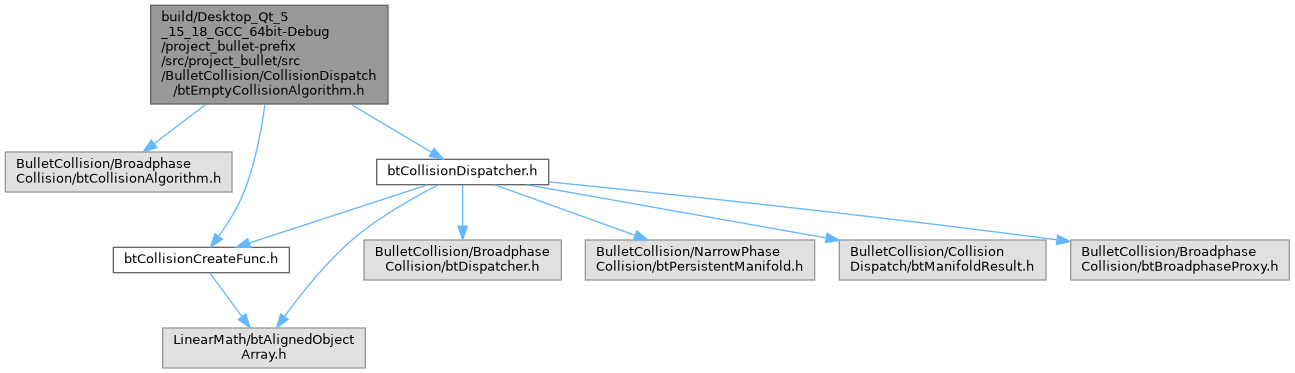 build/Desktop_Qt_5
_15_18_GCC_64bit-Debug
/project_bullet-prefix
/src/project_bullet/src
/BulletCollision/CollisionDispatch
/btEmptyCollisionAlgorithm.h
BulletCollision/Broadphase
Collision/btCollisionAlgorithm.h
btCollisionDispatcher.h
btCollisionCreateFunc.h
BulletCollision/Broadphase
Collision/btDispatcher.h
BulletCollision/NarrowPhase
Collision/btPersistentManifold.h
BulletCollision/Collision
Dispatch/btManifoldResult.h
BulletCollision/Broadphase
Collision/btBroadphaseProxy.h
LinearMath/btAlignedObject
Array.h